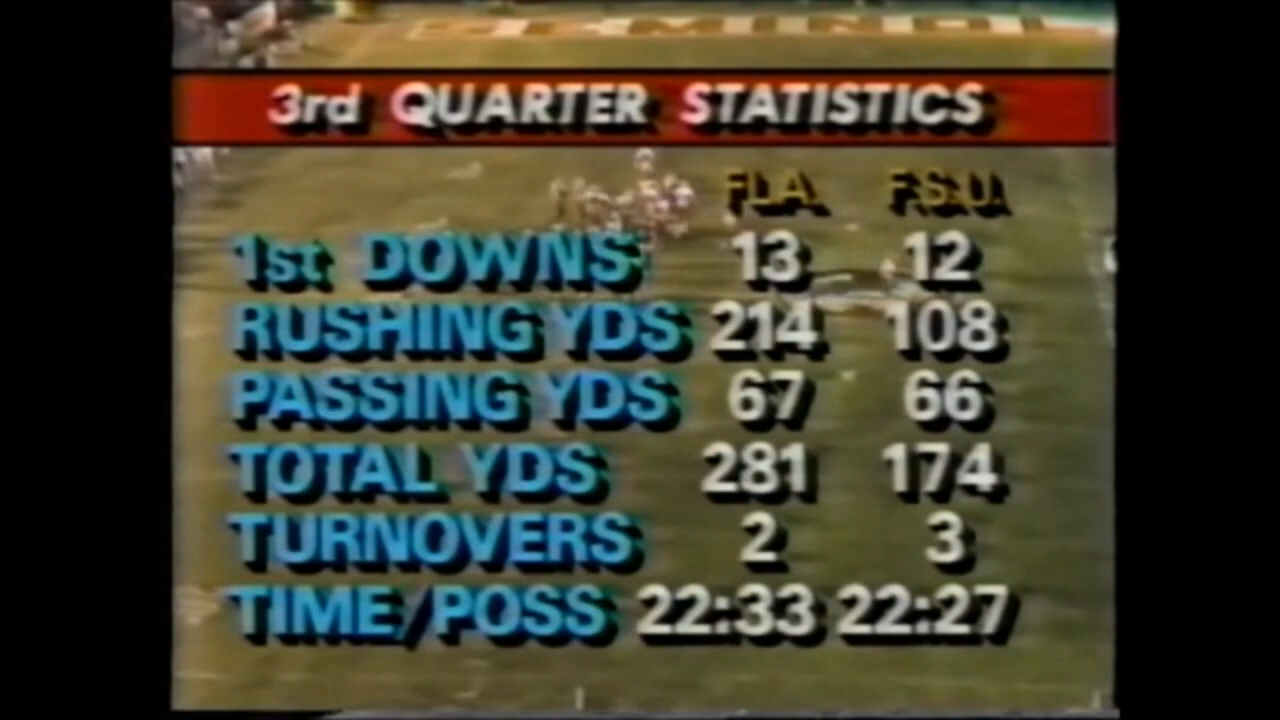 3rd QUARTER STATISTICS
FLA. F.S.U.
1st DOWNS 13 12
RUSHING YDS 214 108
PASSING YDS 67 66
TOTAL YDS 281 174
TURNOVERS 2 3
TIME/POSS 22:33 22:27